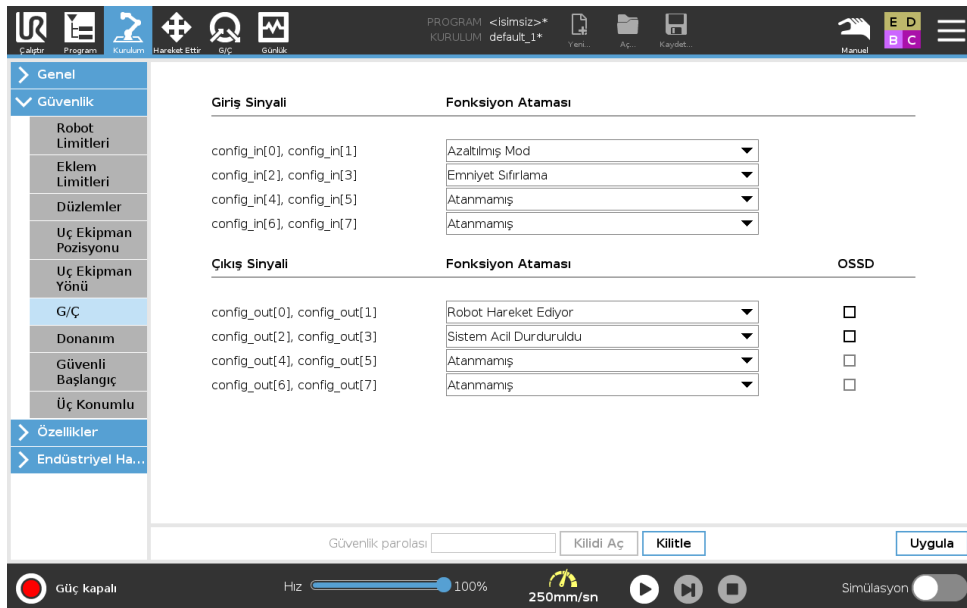 UR
PROGRAM <isimsiz>*
KURULUM default_1*
Çalıştır Program Kurulum Hareket Ettir G/Ç Günlük Yeni... Aç... Kaydet... Manuel
E D
B C
Genel
Güvenlik
Robot
Limitleri
Eklem
Limitleri
Düzlemler
Uç Ekipman
Pozisyonu
Uç Ekipman
Yönü
G/Ç
Donanım
Güvenli
Başlangıç
Üç Konumlu
Özellikler
Endüstriyel Ha...
Giriş Sinyali Fonksiyon Ataması
config_in[0], config_in[1] Azaltılmış Mod
config_in[2], config_in[3] Emniyet Sıfırlama
config_in[4], config_in[5] Atanmamış
config_in[6], config_in[7] Atanmamış
Çıkış Sinyali Fonksiyon Ataması OSSD
config_out[0], config_out[1] Robot Hareket Ediyor
config_out[2], config_out[3] Sistem Acil Durduruldu
config_out[4], config_out[5] Atanmamış
config_out[6], config_out[7] Atanmamış
Güvenlik parolası Kilidi Aç Kilitle Uygula
Güç kapalı Hız 100% 250mm/sn Simülasyon